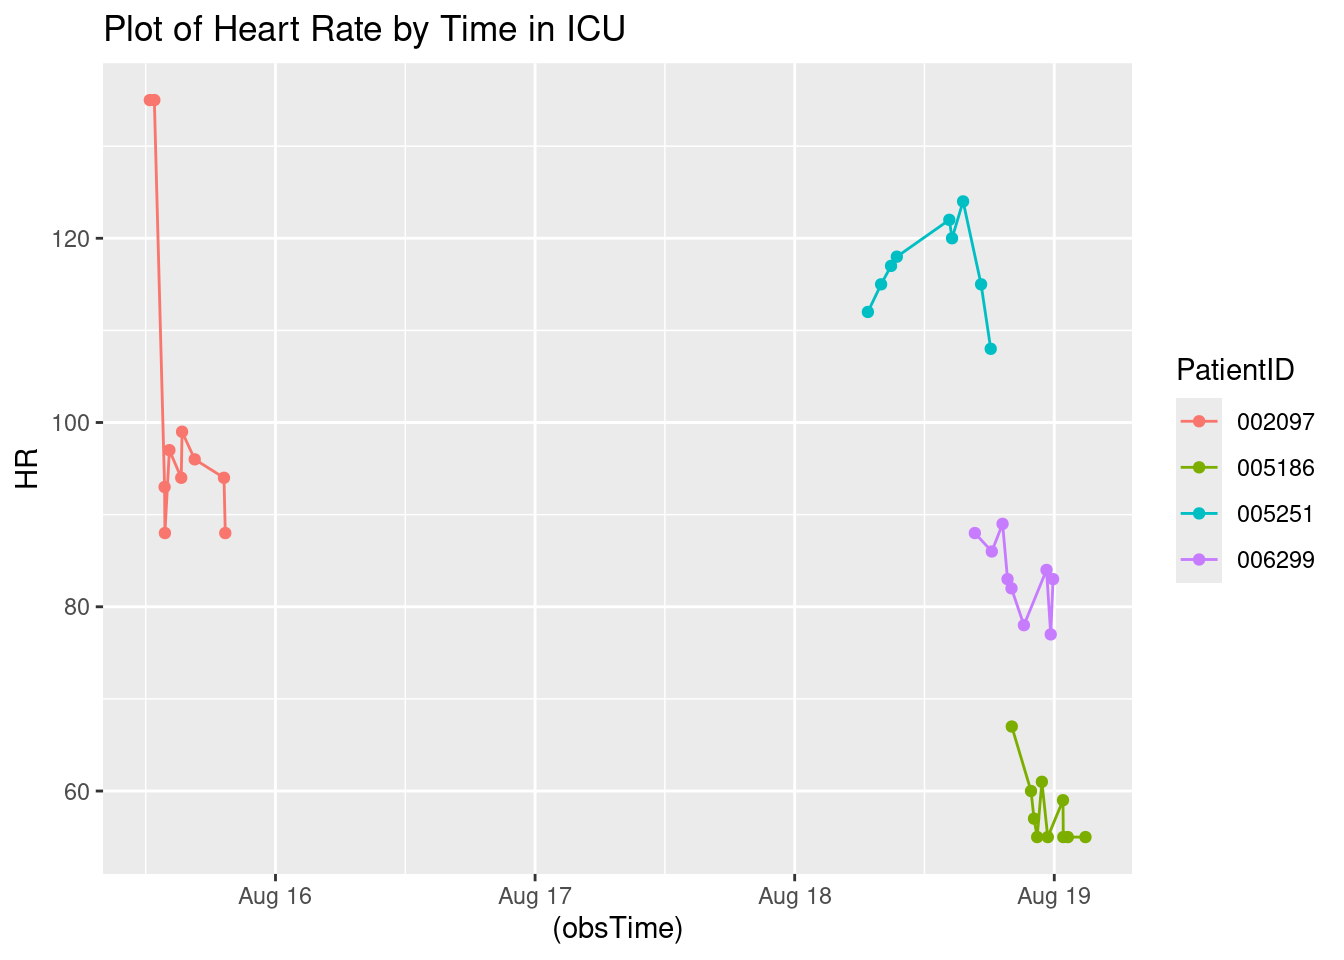 Plot of Heart Rate by Time in ICU
HR
120
100
80
60
Aug 16 Aug 17 Aug 18 Aug 19
(obsTime)
PatientID
002097
005186
005251
006299